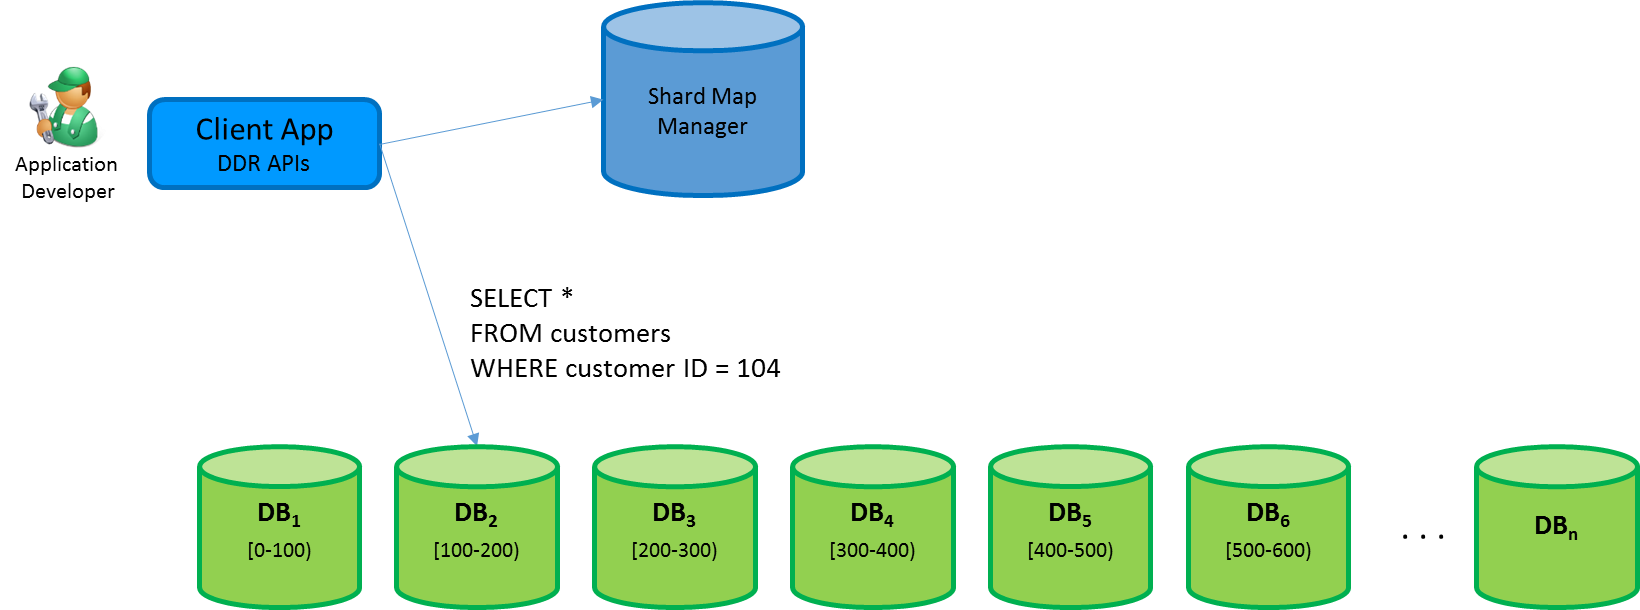 Shard Map
Manager
Client App
DDR APIs
Application
Developer
SELECT *
FROM customers
WHERE customer ID = 104
DB1
[0-100)
DB2
[100-200)
DB3
[200-300)
DB4
[300-400)
DB5
[400-500)
DB6
[500-600)
. . .
DBn